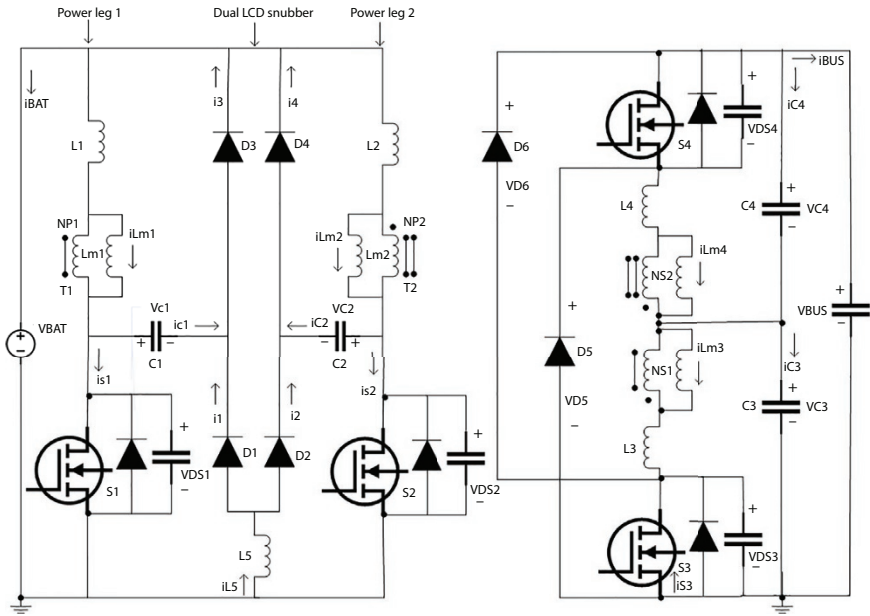 Power leg 1
Dual LCD snubber
Power leg 2
iBAT
i3
i4
L1
D3
D4
L2
NP1
iLm1
Lm1
T1
iLm2
NP2
Lm2
T2
VBAT
+
−
Vc1
ic1
+
−
C1
iC2
VC2
−
+
C2
is1
is2
i1
i2
S1
+
VDS1
−
D1
D2
S2
+
VDS2
−
L5
iL5
iBUS
+
D6
VD6
−
S4
+
VDS4
−
iC4
L4
C4
+
VC4
−
iLm4
NS2
+
VBUS
−
+
D5
VD5
−
iLm3
NS1
iC3
C3
+
VC3
−
L3
S3
iS3
+
VDS3
−